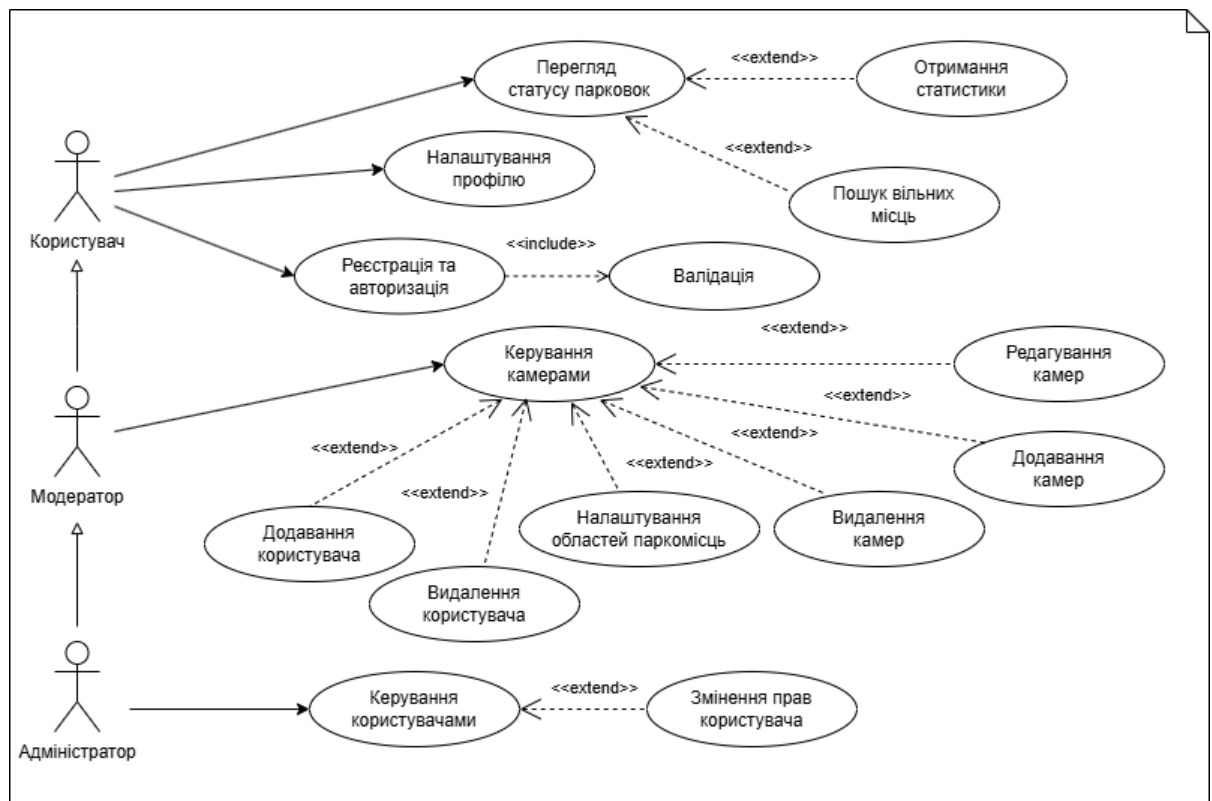 Перегляд
статусу парковок
<<extend>>
Отримання
статистики
<<extend>>
Налаштування
профілю
Пошук вільних
місць
Користувач
<<include>>
Реєстрація та
авторизація
Валідація
<<extend>>
Керування
камерами
Редагування
камер
<<extend>>
<<extend>>
<<extend>>
<<extend>>
<<extend>>
Додавання
камер
Модератор
Додавання
користувача
Налаштування
областей паркомісць
Видалення
камер
Видалення
користувача
Адміністратор
Керування
користувачами
<<extend>>
Змінення прав
користувача